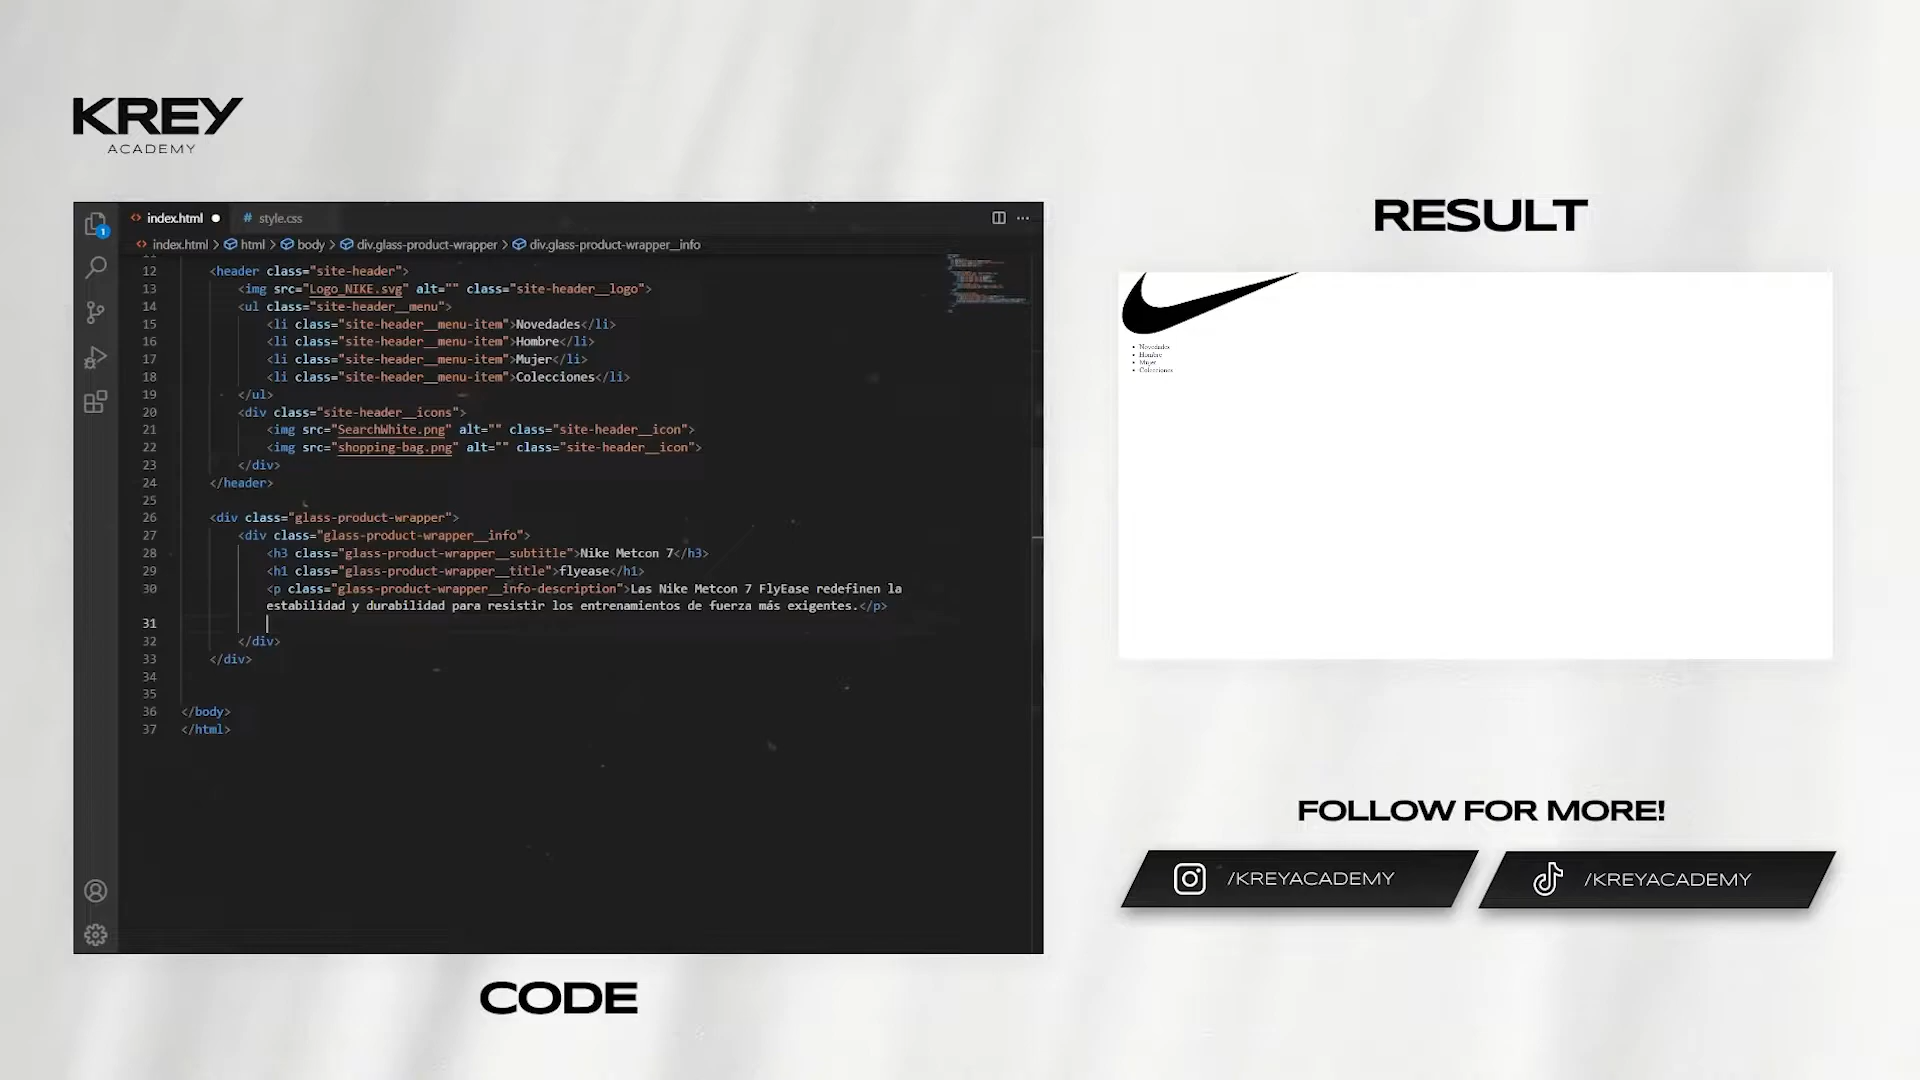 KREY
ACADEMY
index.html
# style.css
1
index.html > html > body > div.glass-product-wrapper > div.glass-product-wrapper__info
12 <header class="site-header">
13 <img src="Logo_NIKE.svg" alt="" class="site-header__logo">
14 <ul class="site-header__menu">
15 <li class="site-header__menu-item">Novedades</li>
16 <li class="site-header__menu-item">Hombre</li>
17 <li class="site-header__menu-item">Mujer</li>
18 <li class="site-header__menu-item">Colecciones</li>
19 </ul>
20 <div class="site-header__icons">
21 <img src="SearchWhite.png" alt="" class="site-header__icon">
22 <img src="shopping-bag.png" alt="" class="site-header__icon">
23 </div>
24 </header>
25
26 <div class="glass-product-wrapper">
27 <div class="glass-product-wrapper__info">
28 <h3 class="glass-product-wrapper__subtitle">Nike Metcon 7</h3>
29 <h1 class="glass-product-wrapper__title">flyease</h1>
30 <p class="glass-product-wrapper__info-description">Las Nike Metcon 7 FlyEase redefinen la
estabilidad y durabilidad para resistir los entrenamientos de fuerza más exigentes.</p>
31
32 </div>
33 </div>
34
35
36 </body>
37 </html>
CODE
RESULT
Novedades
Hombre
Mujer
Colecciones
FOLLOW FOR MORE!
/KREYACADEMY
/KREYACADEMY